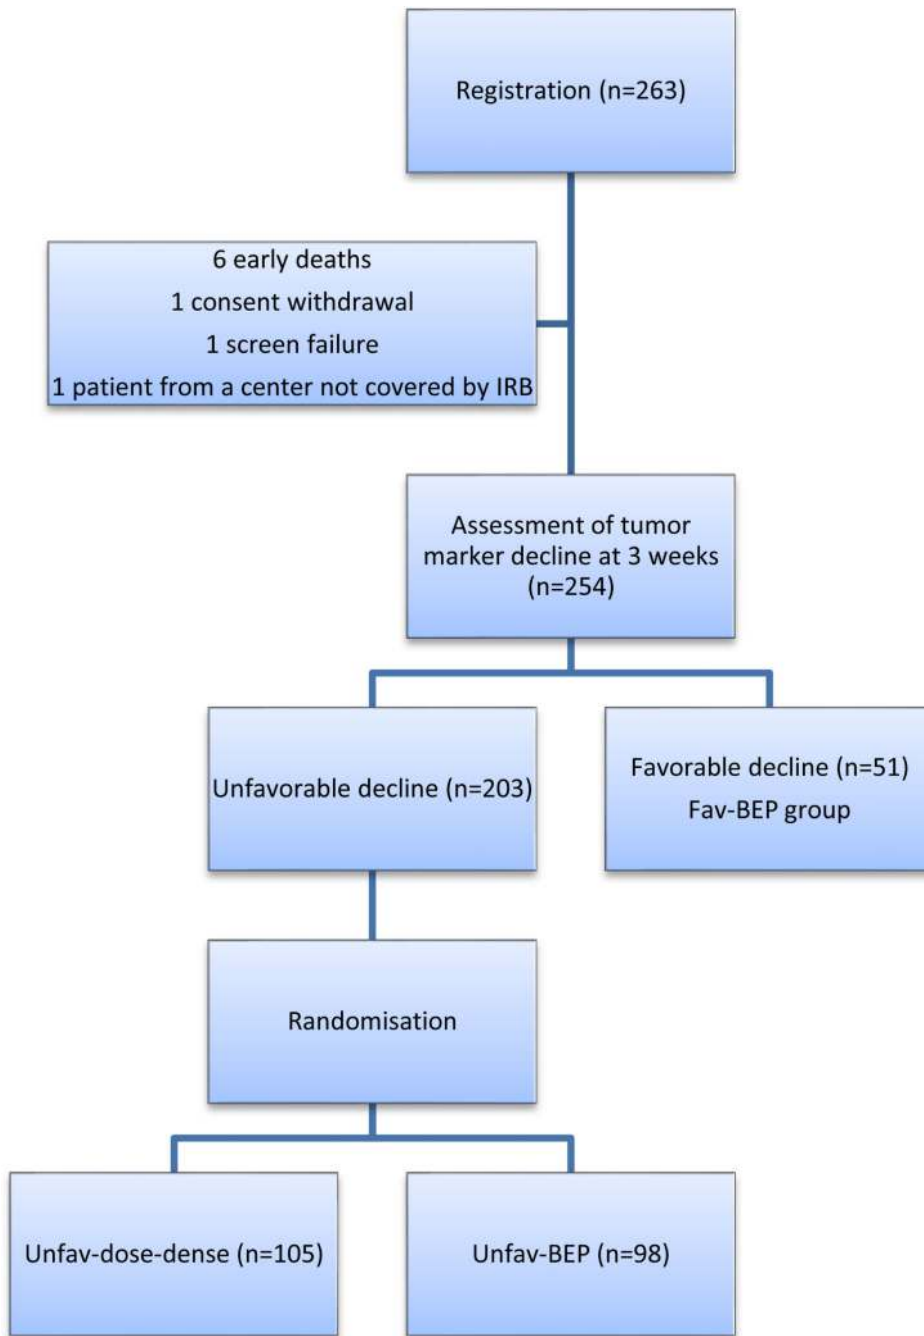 Registration (n=263)
6 early deaths
1 consent withdrawal
1 screen failure
1 patient from a center not covered by IRB
Assessment of tumor
marker decline at 3 weeks
(n=254)
Unfavorable decline (n=203)
Favorable decline (n=51)
Fav-BEP group
Randomisation
Unfav-dose-dense (n=105)
Unfav-BEP (n=98)